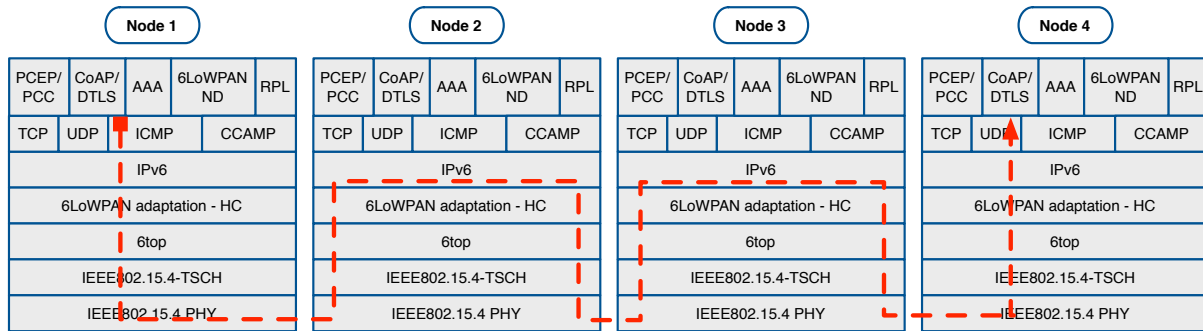 Node 1
Node 2
Node 3
Node 4
PCEP/
PCC
CoAP/
DTLS
AAA
6LoWPAN
ND
RPL
TCP
UDP
ICMP
CCAMP
IPv6
6LoWPAN adaptation - HC
6top
IEEE802.15.4-TSCH
IEEE802.15.4 PHY
PCEP/
PCC
CoAP/
DTLS
AAA
6LoWPAN
ND
RPL
TCP
UDP
ICMP
CCAMP
IPv6
6LoWPAN adaptation - HC
6top
IEEE802.15.4-TSCH
IEEE802.15.4 PHY
PCEP/
PCC
CoAP/
DTLS
AAA
6LoWPAN
ND
RPL
TCP
UDP
ICMP
CCAMP
IPv6
6LoWPAN adaptation - HC
6top
IEEE802.15.4-TSCH
IEEE802.15.4 PHY
PCEP/
PCC
CoAP/
DTLS
AAA
6LoWPAN
ND
RPL
TCP
UDP
ICMP
CCAMP
IPv6
6LoWPAN adaptation - HC
6top
IEEE802.15.4-TSCH
IEEE802.15.4 PHY